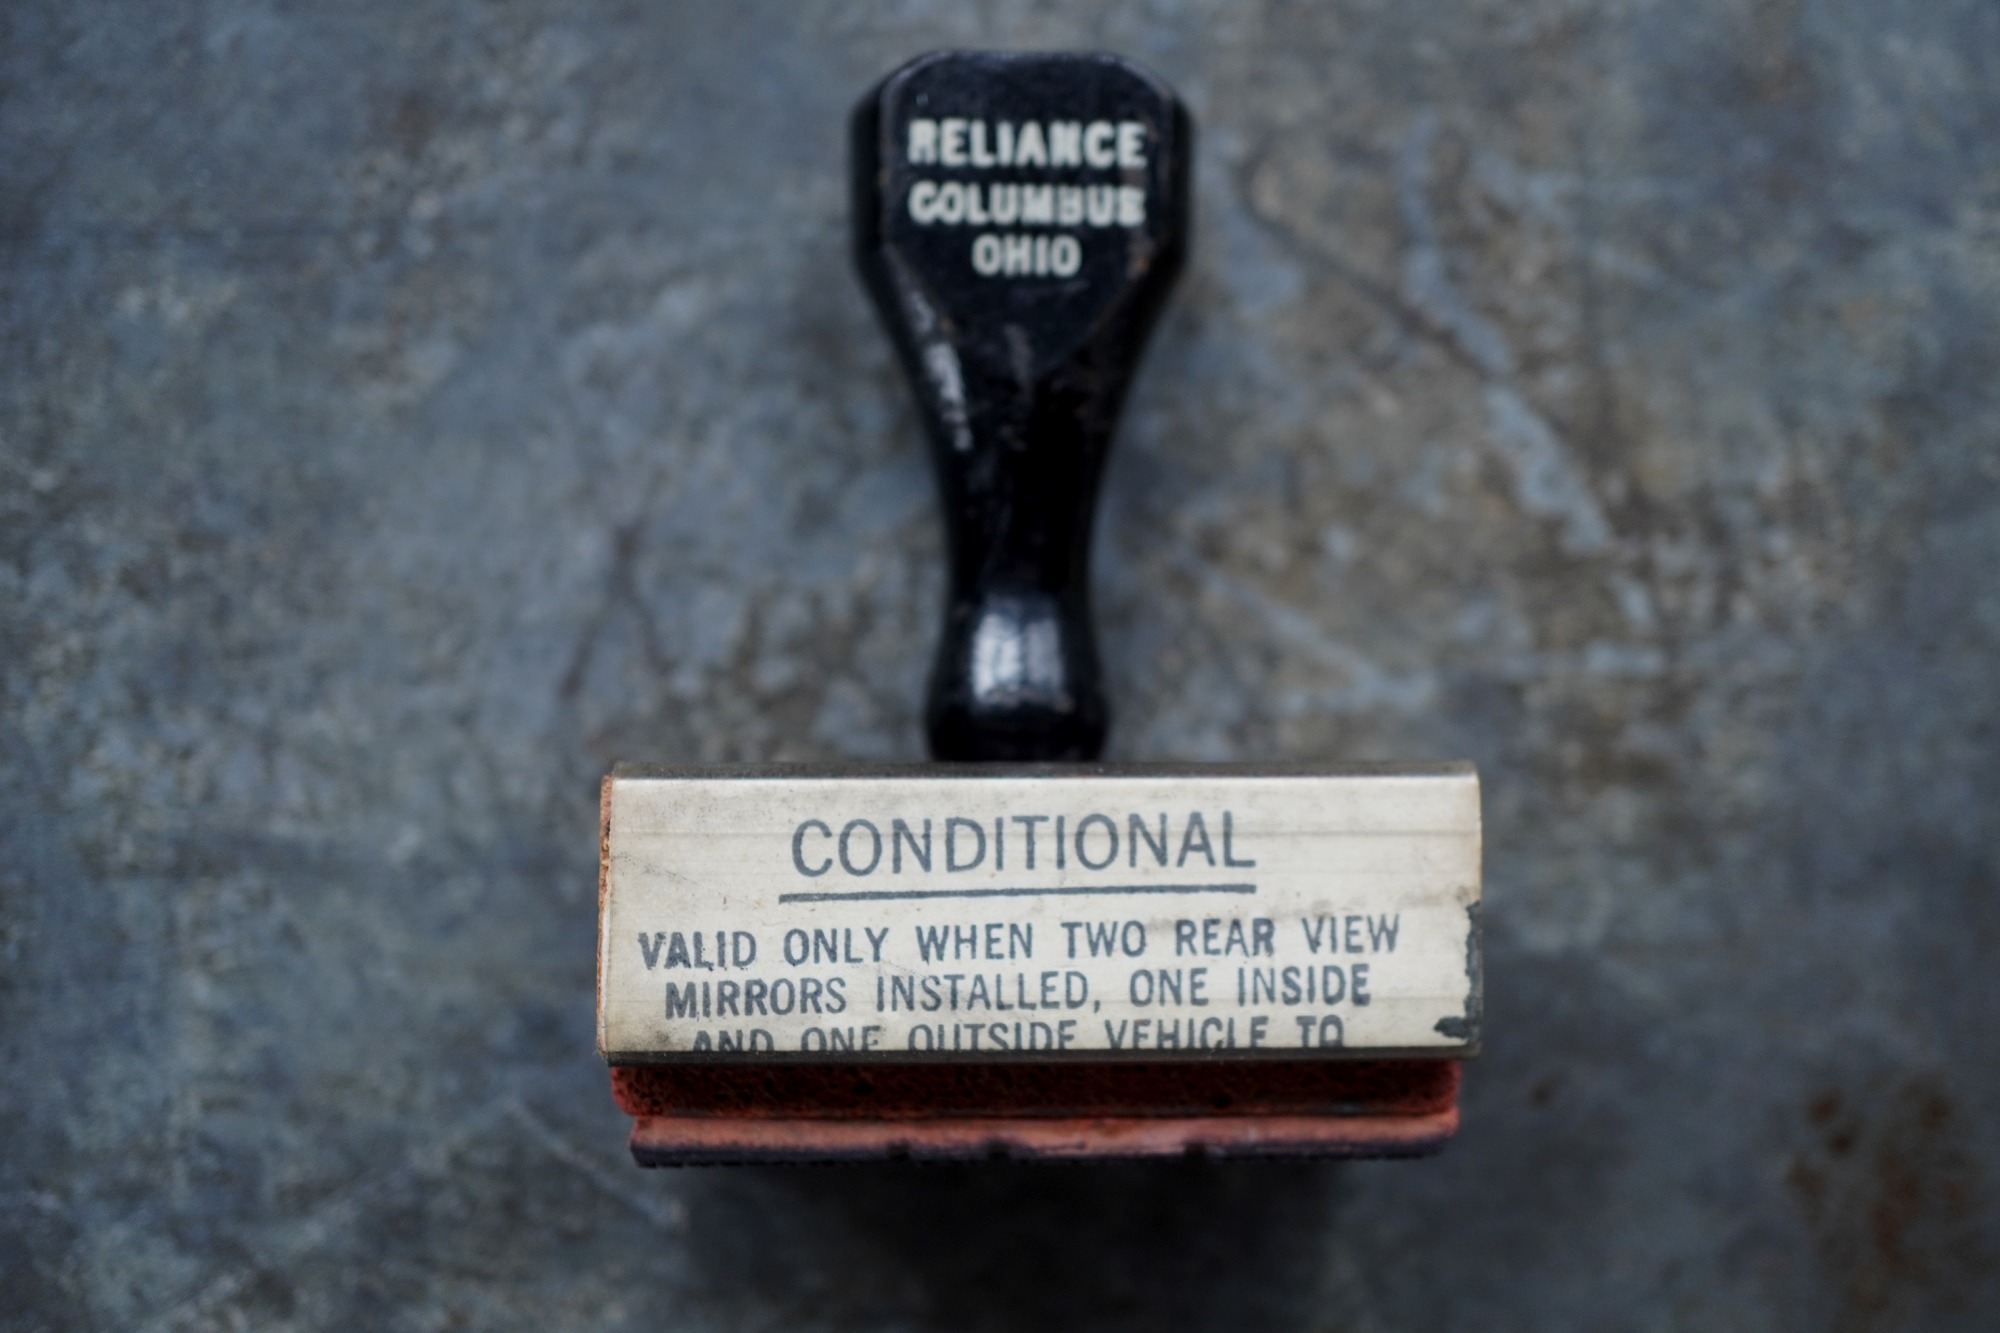 RELIANCE
COLUMBUS
OHIO
CONDITIONAL
VALID ONLY WHEN TWO REAR VIEW
MIRRORS INSTALLED, ONE INSIDE
AND ONE OUTSIDE VEHICLE TO